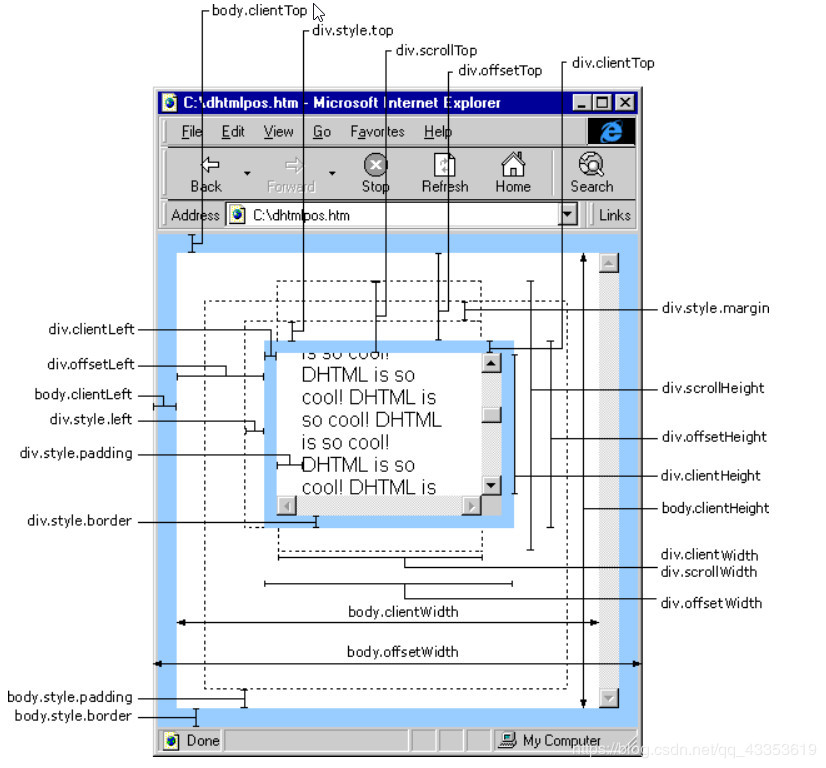 body.clientTop
div.style.top
div.scrollTop
div.offsetTop
div.clientTop
C:\dhtmlpos.htm - Microsoft Internet Explorer
File Edit View Go Favorites Help
Back Forward Stop Refresh Home Search
Address C:\dhtmlpos.htm Links
div.style.margin
div.clientLeft
div.offsetLeft
body.clientLeft
div.style.left
div.style.padding
div.style.border
is so cool!
DHTML is so
cool! DHTML is
so cool! DHTML
is so cool!
DHTML is so
cool! DHTML is
div.scrollHeight
div.offsetHeight
div.clientHeight
body.clientHeight
div.clientWidth
div.scrollWidth
div.offsetWidth
body.clientWidth
body.offsetWidth
body.style.padding
body.style.border
Done My Computer
https://blog.csdn.net/qq_43353619